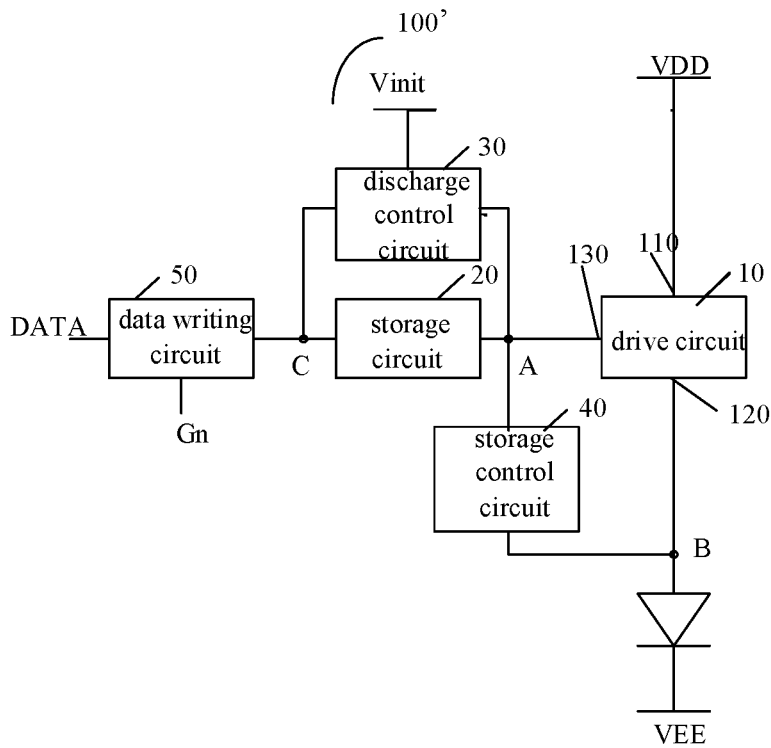 100’
VDD
Vinit
30
discharge
control
circuit
130
110
10
50
20
DATA
data writing
circuit
storage
circuit
drive circuit
C
A
Gn
40
120
storage
control
circuit
B
VEE